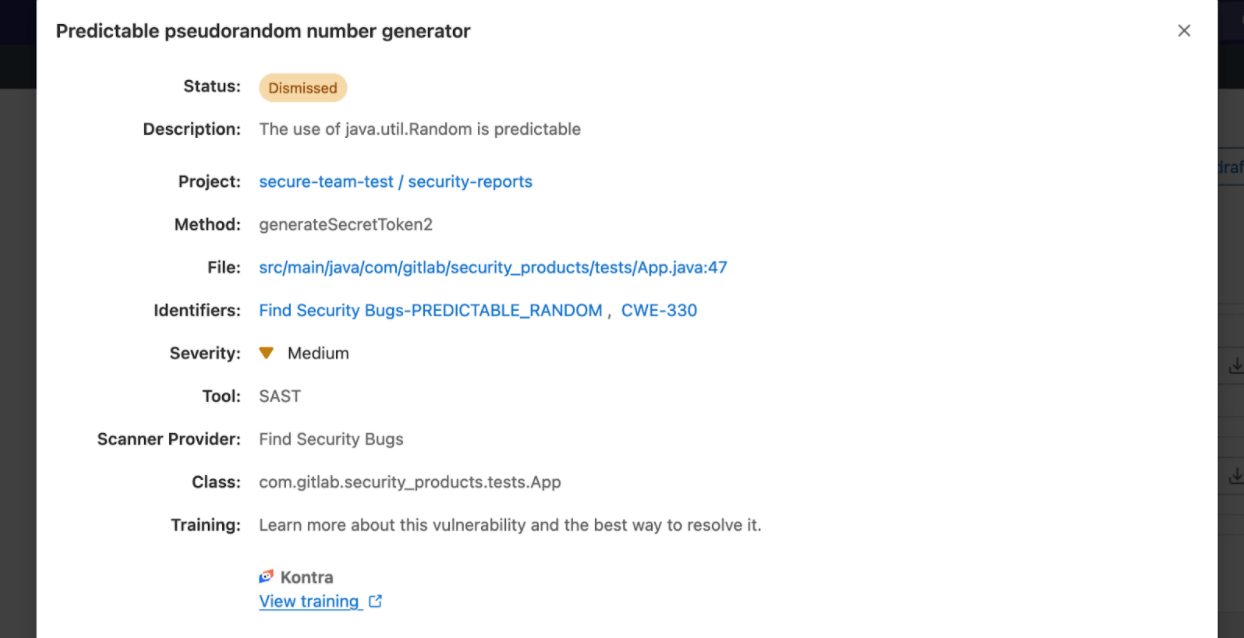 Predictable pseudorandom number generator
Status: Dismissed
Description: The use of java.util.Random is predictable
Project: secure-team-test / security-reports
Method: generateSecretToken2
File: src/main/java/com/gitlab/security_products/tests/App.java:47
Identifiers: Find Security Bugs-PREDICTABLE_RANDOM , CWE-330
Severity: Medium
Tool: SAST
Scanner Provider: Find Security Bugs
Class: com.gitlab.security_products.tests.App
Training: Learn more about this vulnerability and the best way to resolve it.
Kontra
View training